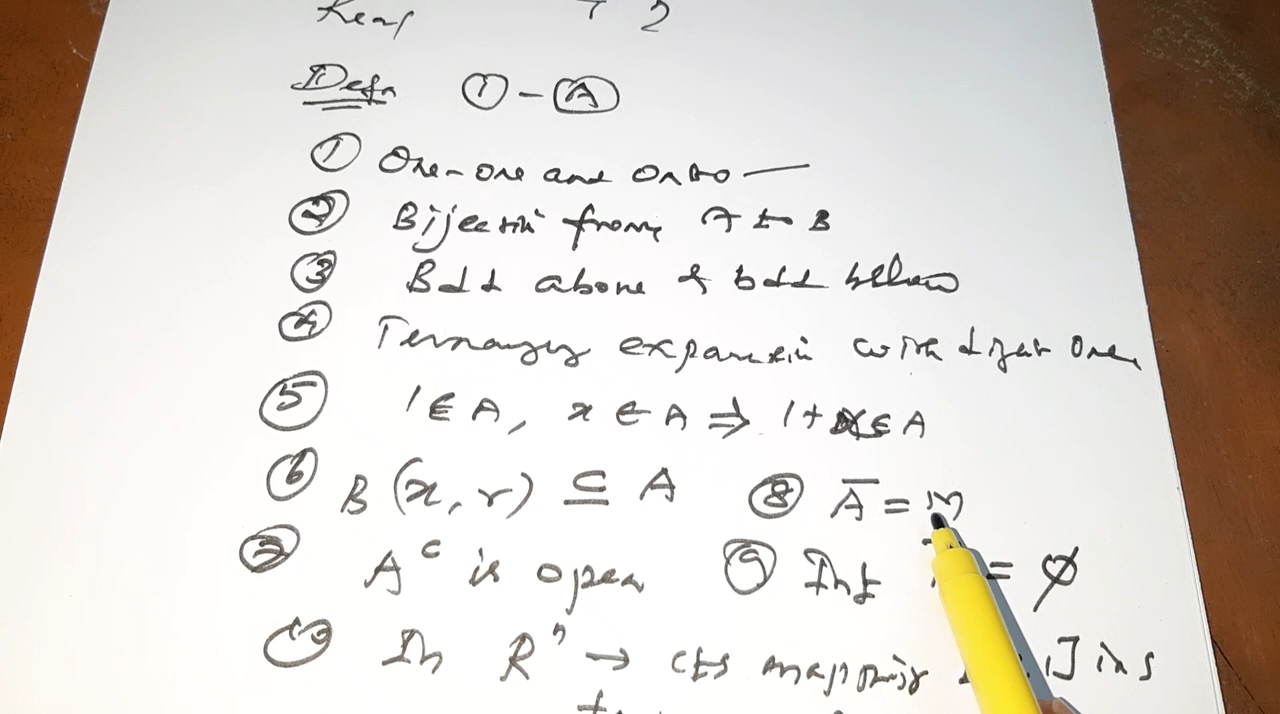 2
Defn ① - Ⓐ
① One-one and onto —
② Bijection from A to B
③ Bdd above & bdd below
④ Ternary expansion with digit one
⑤ 1 ∈ A, x ∈ A ⇒ 1 + x ∈ A
⑥ B (x, r) ⊆ A ⑧ A̅ = M
⑦ Aᶜ is open ⑨ Int = ∅
⑩ In Rⁿ → cts mapping